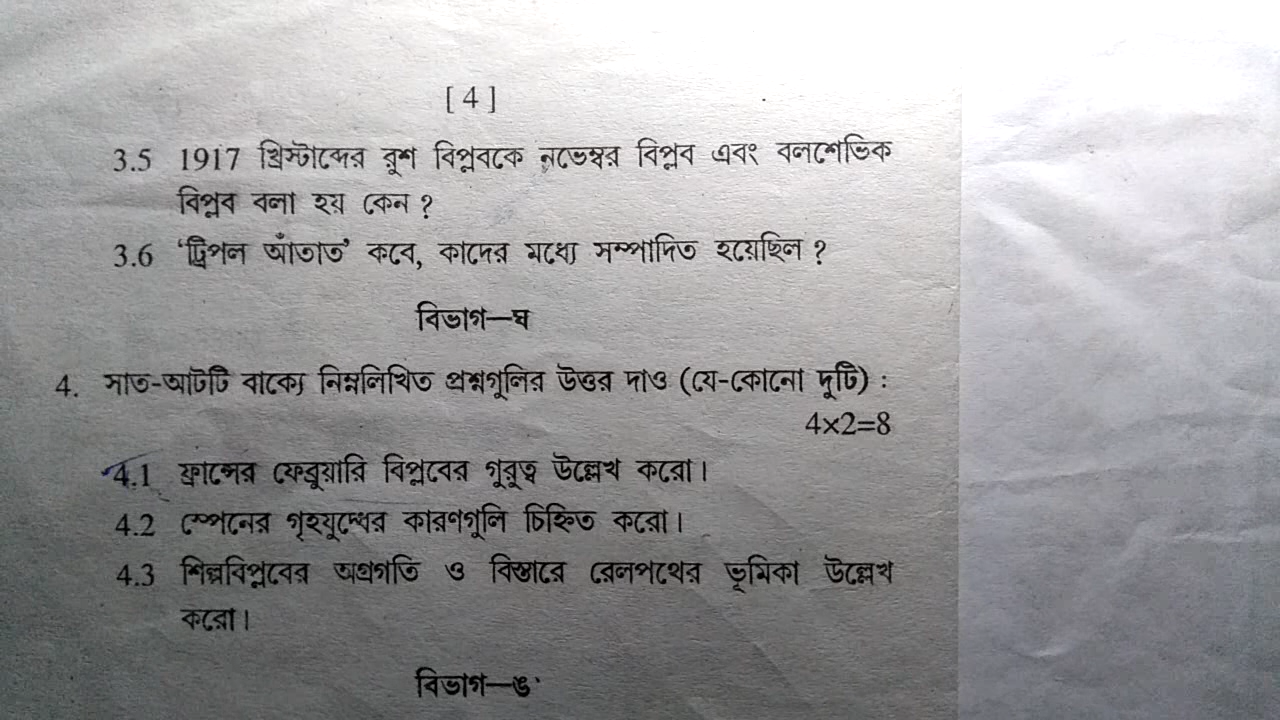 [ 4 ]
3.5 1917 খ্রিস্টাব্দের রুশ বিপ্লবকে নভেম্বর বিপ্লব এবং বলশেভিক
বিপ্লব বলা হয় কেন ?
3.6 ‘ট্রিপল আঁতাত’ কবে, কাদের মধ্যে সম্পাদিত হয়েছিল ?
বিভাগ—ঘ
4. সাত-আটটি বাক্যে নিম্নলিখিত প্রশ্নগুলির উত্তর দাও (যে-কোনো দুটি) :
4×2=8
4.1 ফ্রান্সের ফেব্রুয়ারি বিপ্লবের গুরুত্ব উল্লেখ করো।
4.2 স্পেনের গৃহযুদ্ধের কারণগুলি চিহ্নিত করো।
4.3 শিল্পবিপ্লবের অগ্রগতি ও বিস্তারে রেলপথের ভূমিকা উল্লেখ
করো।
বিভাগ—ঙ